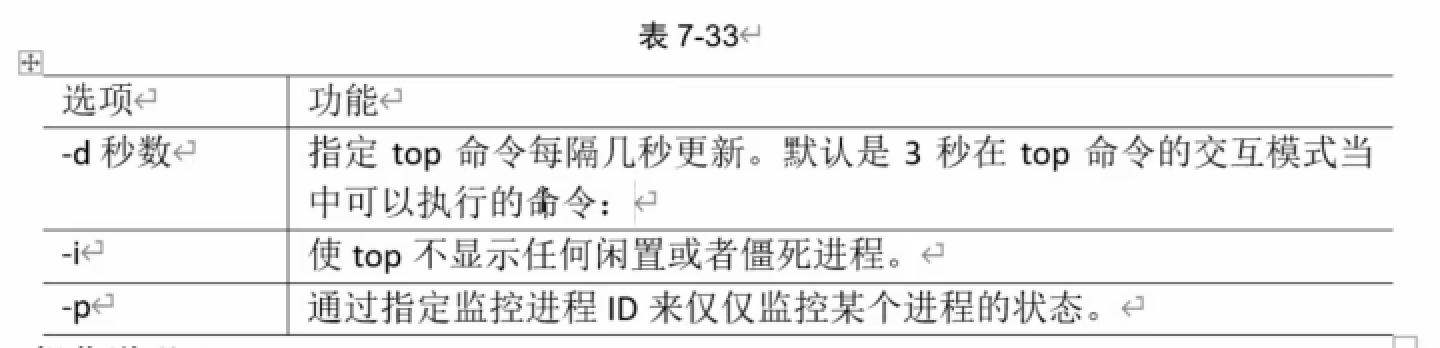 表 7-33
选项 功能
-d 秒数 指定 top 命令每隔几秒更新。默认是 3 秒在 top 命令的交互模式当
中可以执行的命令：
-i 使 top 不显示任何闲置或者僵死进程。
-p 通过指定监控进程 ID 来仅仅监控某个进程的状态。